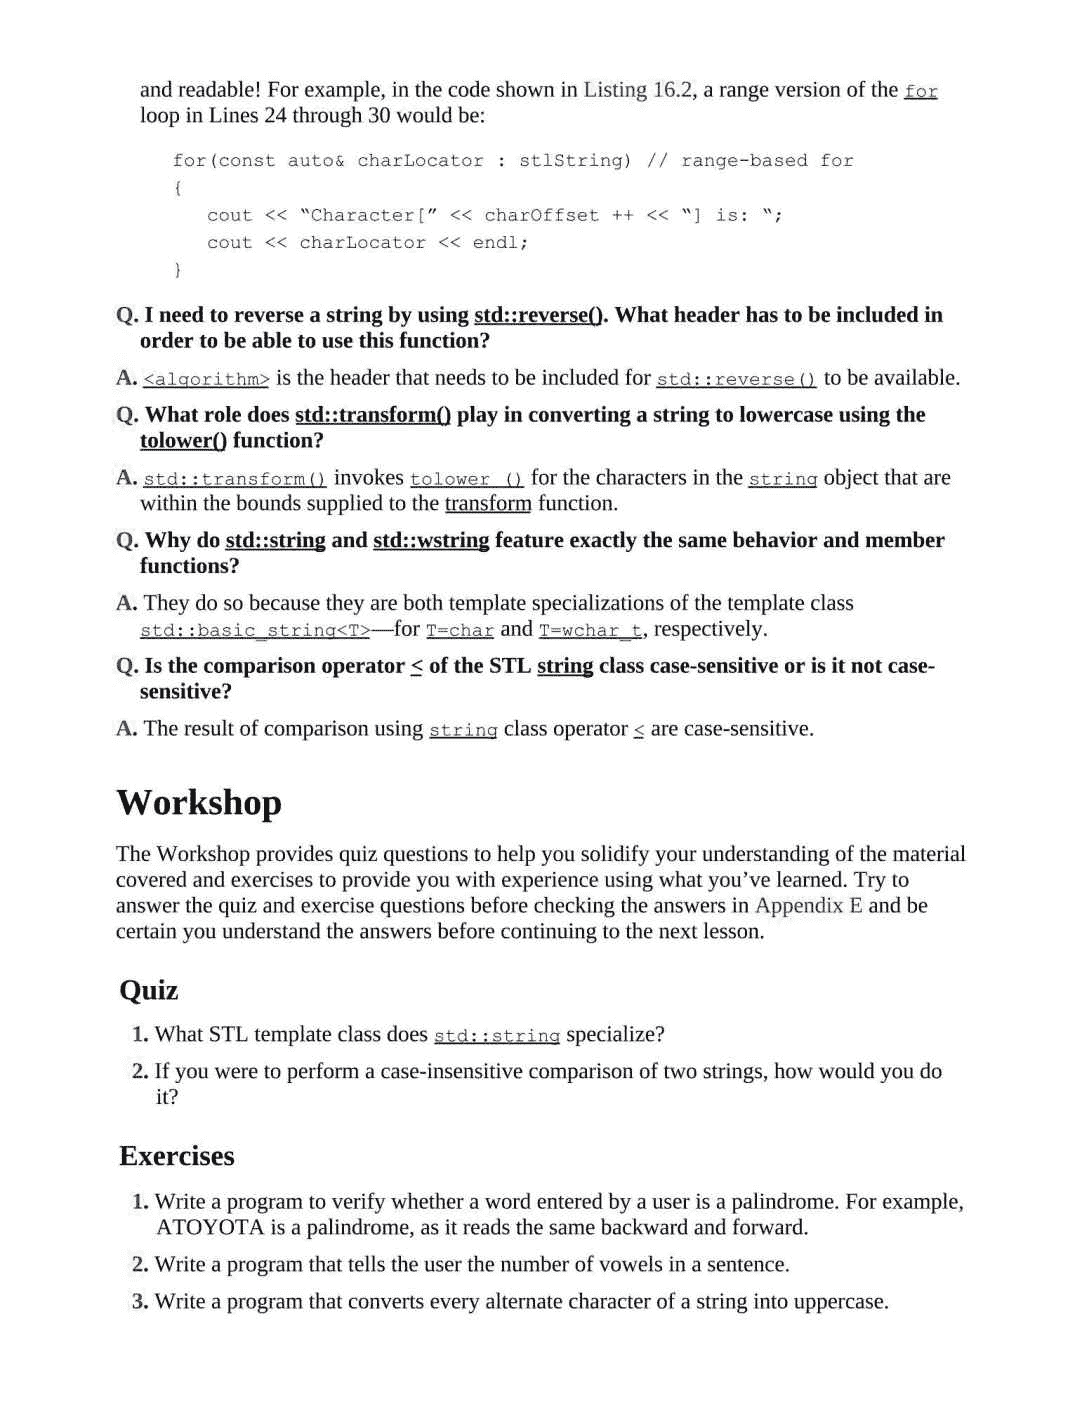 and readable! For example, in the code shown in Listing 16.2, a range version of the for
loop in Lines 24 through 30 would be:
for(const auto& charLocator : stlString) // range-based for
{
cout << “Character[” << charOffset ++ << “] is: “;
cout << charLocator << endl;
}
Q. I need to reverse a string by using std::reverse(). What header has to be included in
order to be able to use this function?
A. <algorithm> is the header that needs to be included for std::reverse() to be available.
Q. What role does std::transform() play in converting a string to lowercase using the
tolower() function?
A. std::transform() invokes tolower () for the characters in the string object that are
within the bounds supplied to the transform function.
Q. Why do std::string and std::wstring feature exactly the same behavior and member
functions?
A. They do so because they are both template specializations of the template class
std::basic_string<T>—for T=char and T=wchar_t, respectively.
Q. Is the comparison operator < of the STL string class case-sensitive or is it not case-
sensitive?
A. The result of comparison using string class operator < are case-sensitive.
Workshop
The Workshop provides quiz questions to help you solidify your understanding of the material
covered and exercises to provide you with experience using what you’ve learned. Try to
answer the quiz and exercise questions before checking the answers in Appendix E and be
certain you understand the answers before continuing to the next lesson.
Quiz
1. What STL template class does std::string specialize?
2. If you were to perform a case-insensitive comparison of two strings, how would you do
it?
Exercises
1. Write a program to verify whether a word entered by a user is a palindrome. For example,
ATOYOTA is a palindrome, as it reads the same backward and forward.
2. Write a program that tells the user the number of vowels in a sentence.
3. Write a program that converts every alternate character of a string into uppercase.